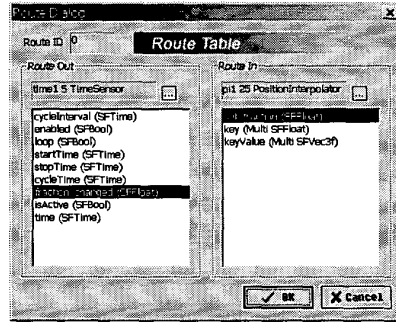 Route Dialog
Route ID 0
Route Table
Route Out
time1 5 TimeSensor ...
cycleInterval (SFTime)
enabled (SFBool)
loop (SFBool)
startTime (SFTime)
stopTime (SFTime)
cycleTime (SFTime)
fraction_changed (SFFloat)
isActive (SFBool)
time (SFTime)
Route In
pi1 25 PositionInterpolator ...
set_fraction (SFFloat)
key (Multi SFFloat)
keyValue (Multi SFVec3f)
OK
Cancel